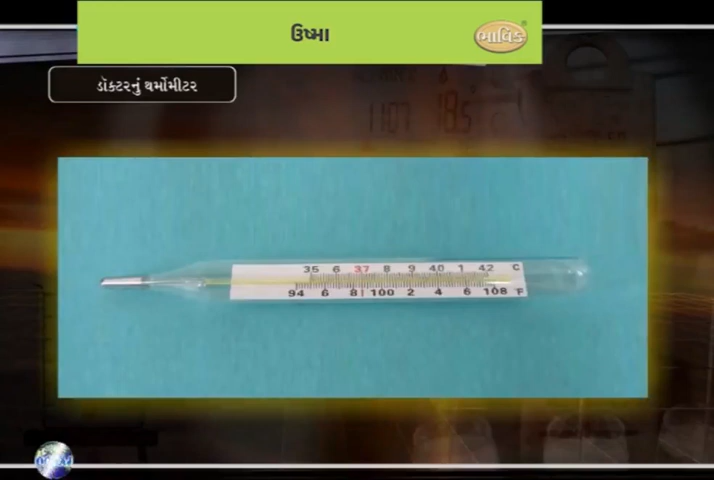 ઉષ્મા
ભાવિક
ડૉક્ટરનું થર્મોમીટર
35 6 37 8 9 40 1 42 C
94 6 8 100 2 4 6 108 °F